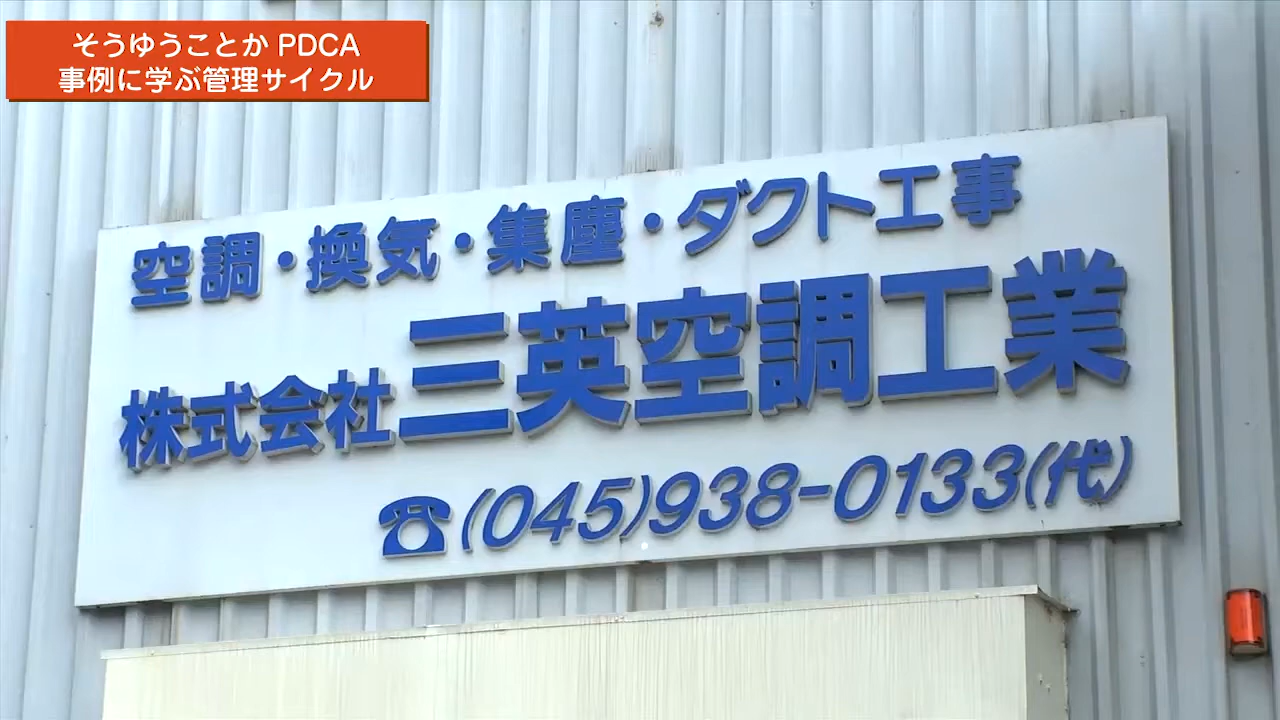 そうゆうことか PDCA
事例に学ぶ管理サイクル
空調・換気・集塵・ダクト工事
株式会社三英空調工業
☎(045)938-0133(代)